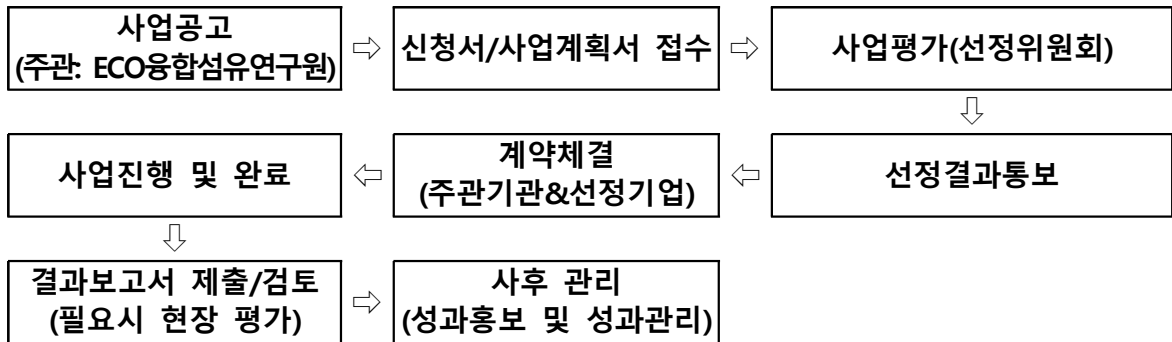 사업공고
(주관: ECO융합섬유연구원)
⇨
신청서/사업계획서 접수
⇨
사업평가(선정위원회)
⇩
선정결과통보
⇦
계약체결
(주관기관&선정기업)
⇦
사업진행 및 완료
⇩
결과보고서 제출/검토
(필요시 현장 평가)
⇨
사후 관리
(성과홍보 및 성과관리)